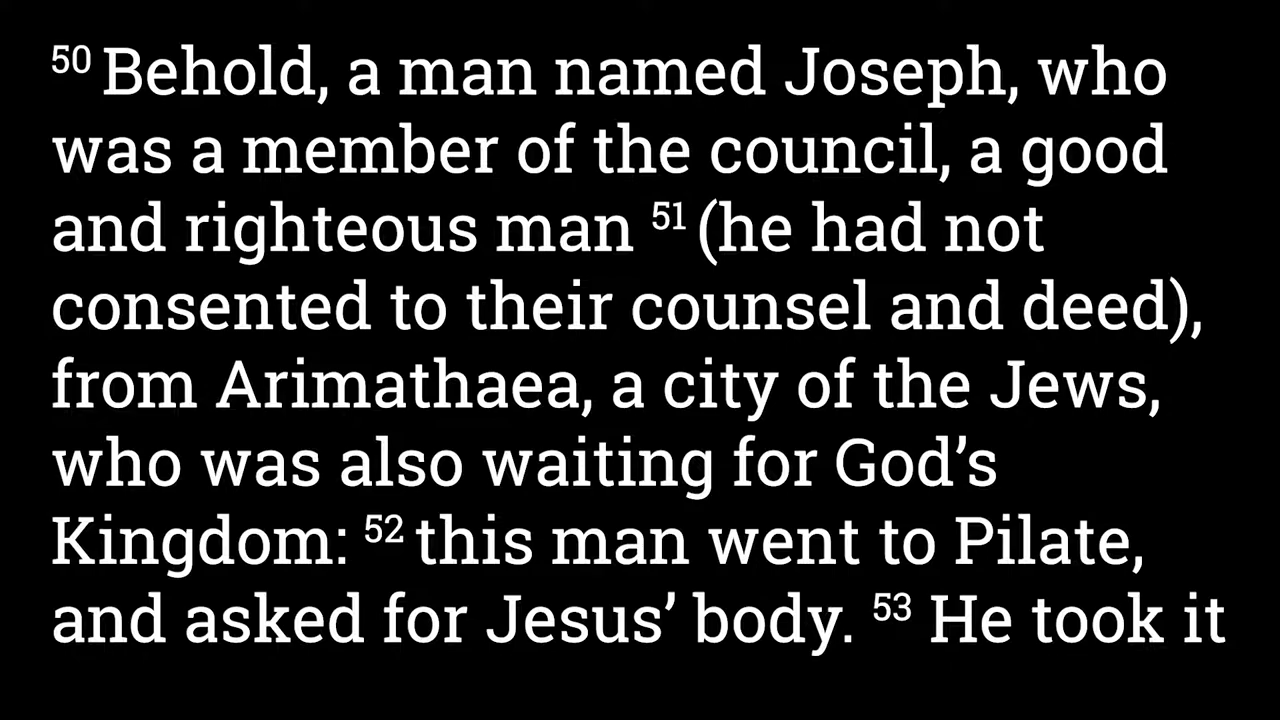 50 Behold, a man named Joseph, who
was a member of the council, a good
and righteous man 51 (he had not
consented to their counsel and deed),
from Arimathaea, a city of the Jews,
who was also waiting for God’s
Kingdom: 52 this man went to Pilate,
and asked for Jesus’ body. 53 He took it